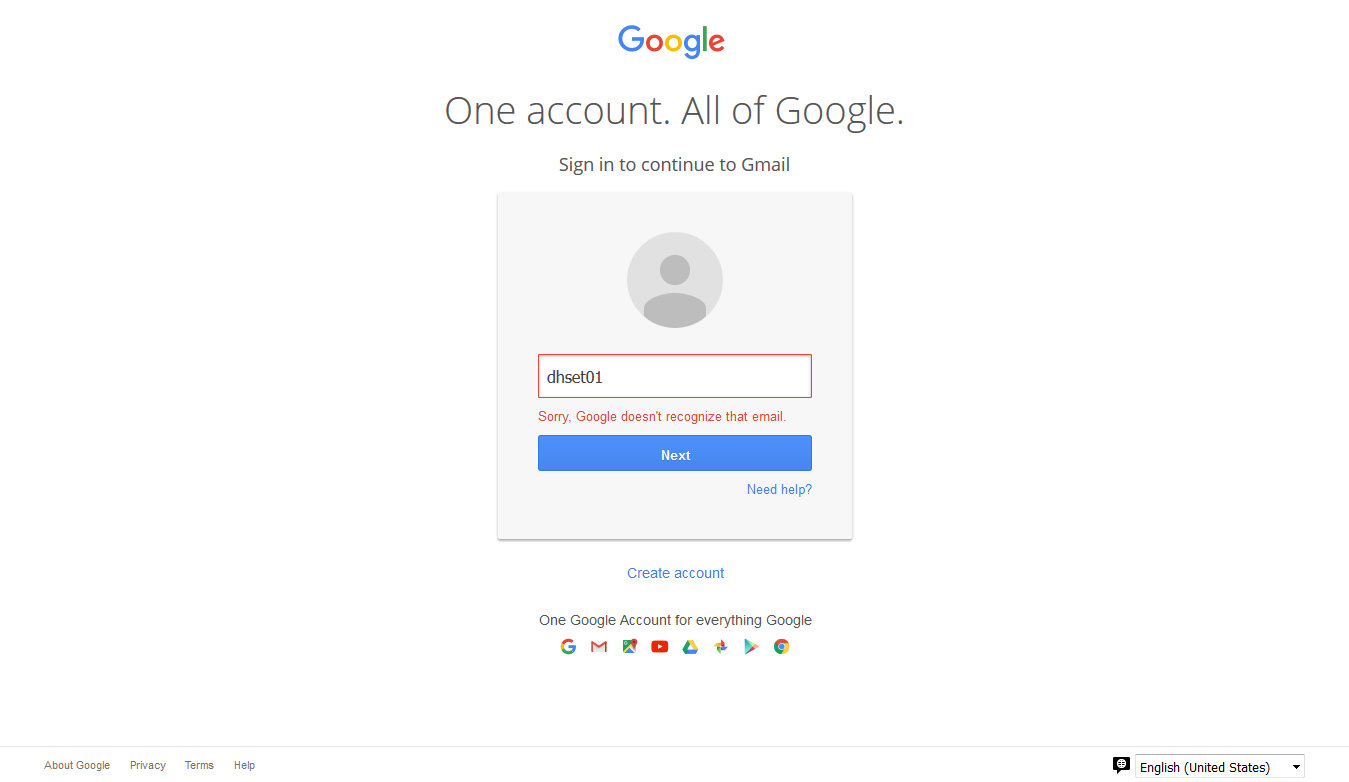 Google
One account. All of Google.
Sign in to continue to Gmail
dhset01
Sorry, Google doesn't recognize that email.
Next
Need help?
Create account
One Google Account for everything Google
About Google Privacy Terms Help English (United States)